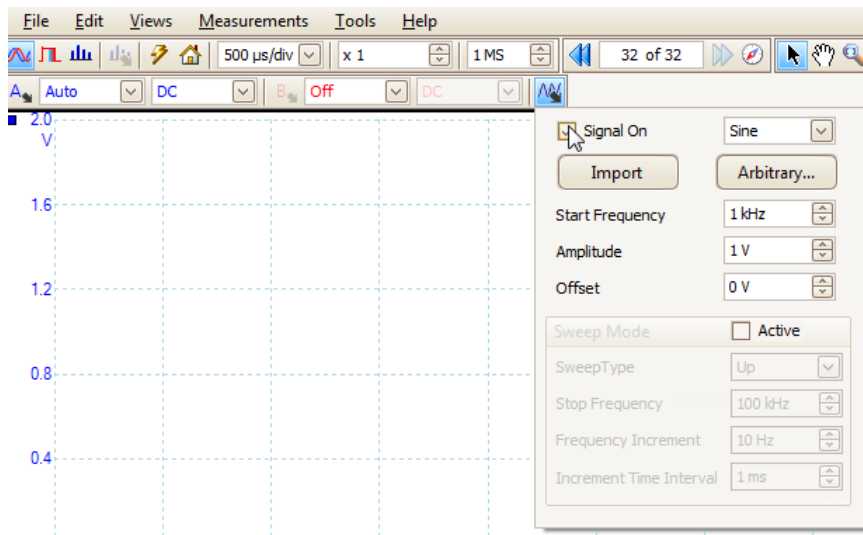 File Edit Views Measurements Tools Help
500 µs/div x 1 1 MS 32 of 32
A Auto DC B Off DC
2.0
V
1.6
1.2
0.8
0.4
Signal On Sine
Import Arbitrary...
Start Frequency 1 kHz
Amplitude 1 V
Offset 0 V
Sweep Mode Active
SweepType Up
Stop Frequency 100 kHz
Frequency Increment 10 Hz
Increment Time Interval 1 ms